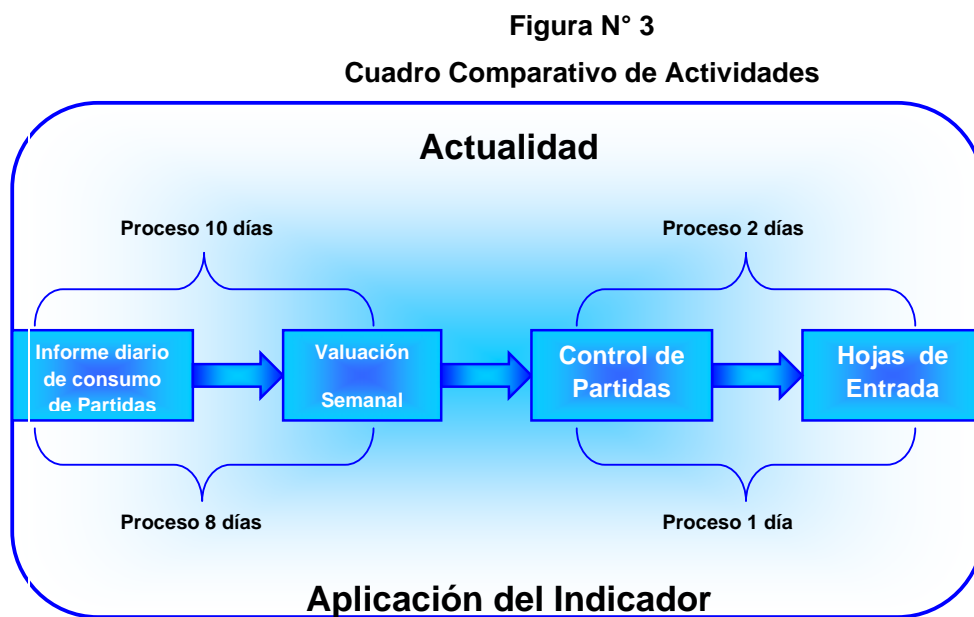 Figura N° 3
Cuadro Comparativo de Actividades
Actualidad
Proceso 10 días
Proceso 2 días
Informe diario
de consumo
de Partidas
Valuación
Semanal
Control de
Partidas
Hojas de
Entrada
Proceso 8 días
Proceso 1 día
Aplicación del Indicador